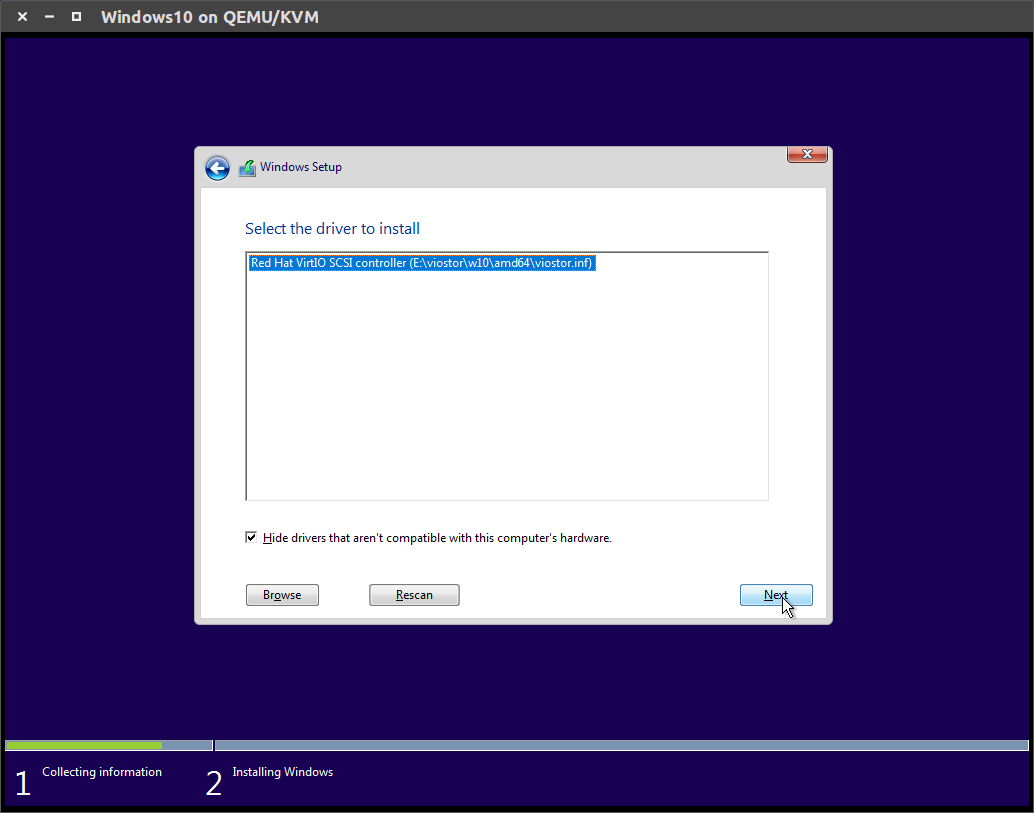 Windows10 on QEMU/KVM
Windows Setup
Select the driver to install
Red Hat VirtIO SCSI controller (E:\viostor\w10\amd64\viostor.inf)
Hide drivers that aren't compatible with this computer's hardware.
Browse Rescan Next
1 Collecting information 2 Installing Windows